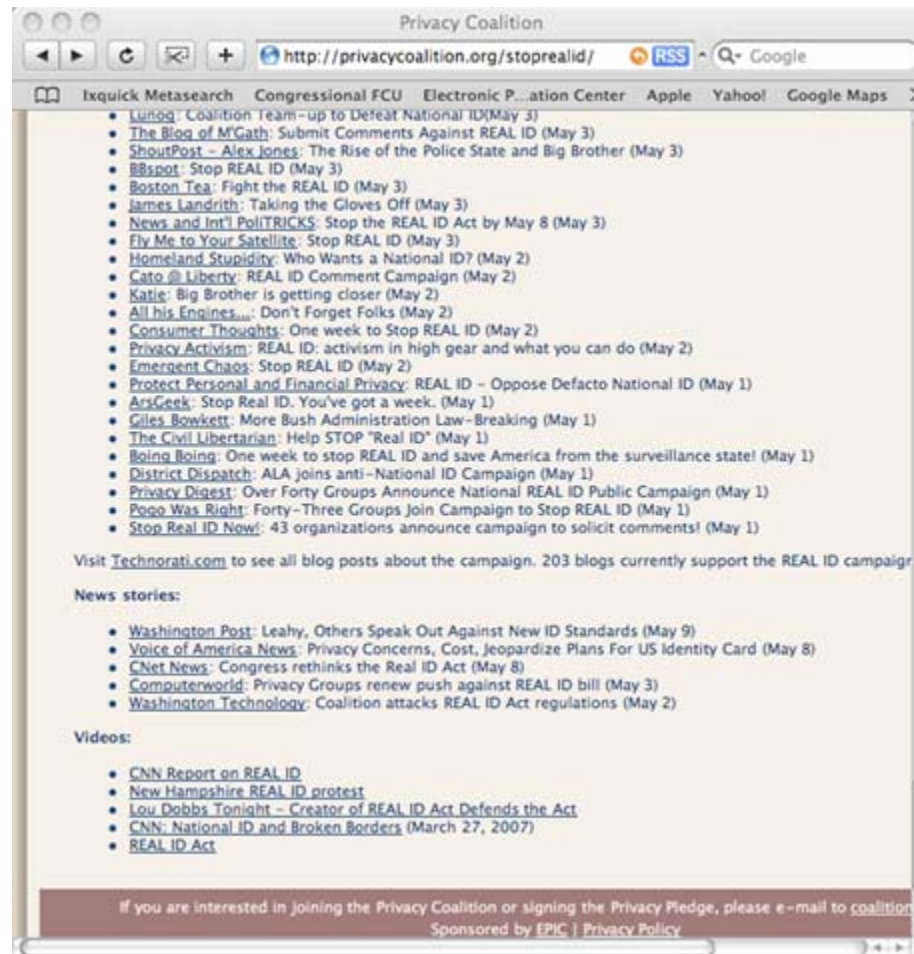 Privacy Coalition
http://privacycoalition.org/stoprealid/ RSS Google
Ixquick Metasearch Congressional FCU Electronic P...ation Center Apple Yahoo! Google Maps
Lunog: Coalition Team-up to Defeat National ID(May 3)
The Blog of M'Gath: Submit Comments Against REAL ID (May 3)
ShoutPost - Alex Jones: The Rise of the Police State and Big Brother (May 3)
BBspot: Stop REAL ID (May 3)
Boston Tea: Fight the REAL ID (May 3)
James Landrith: Taking the Gloves Off (May 3)
News and Int'l PoliTRICKS: Stop the REAL ID Act by May 8 (May 3)
Fly Me to Your Satellite: Stop REAL ID (May 3)
Homeland Stupidity: Who Wants a National ID? (May 2)
Cato @ Liberty: REAL ID Comment Campaign (May 2)
Katie: Big Brother is getting closer (May 2)
All his Engines...: Don't Forget Folks (May 2)
Consumer Thoughts: One week to Stop REAL ID (May 2)
Privacy Activism: REAL ID: activism in high gear and what you can do (May 2)
Emergent Chaos: Stop REAL ID (May 2)
Protect Personal and Financial Privacy: REAL ID - Oppose Defacto National ID (May 1)
ArsGeek: Stop Real ID. You've got a week. (May 1)
Giles Bowkett: More Bush Administration Law-Breaking (May 1)
The Civil Libertarian: Help STOP "Real ID" (May 1)
Boing Boing: One week to stop REAL ID and save America from the surveillance state! (May 1)
District Dispatch: ALA joins anti-National ID Campaign (May 1)
Privacy Digest: Over Forty Groups Announce National REAL ID Public Campaign (May 1)
Pogo Was Right: Forty-Three Groups Join Campaign to Stop REAL ID (May 1)
Stop Real ID Now!: 43 organizations announce campaign to solicit comments! (May 1)
Visit Technorati.com to see all blog posts about the campaign. 203 blogs currently support the REAL ID campaign
News stories:
Washington Post: Leahy, Others Speak Out Against New ID Standards (May 9)
Voice of America News: Privacy Concerns, Cost, Jeopardize Plans For US Identity Card (May 8)
CNet News: Congress rethinks the Real ID Act (May 8)
Computerworld: Privacy Groups renew push against REAL ID bill (May 3)
Washington Technology: Coalition attacks REAL ID Act regulations (May 2)
Videos:
CNN Report on REAL ID
New Hampshire REAL ID protest
Lou Dobbs Tonight - Creator of REAL ID Act Defends the Act
CNN: National ID and Broken Borders (March 27, 2007)
REAL ID Act
If you are interested in joining the Privacy Coalition or signing the Privacy Pledge, please e-mail to coalition
Sponsored by EPIC | Privacy Policy